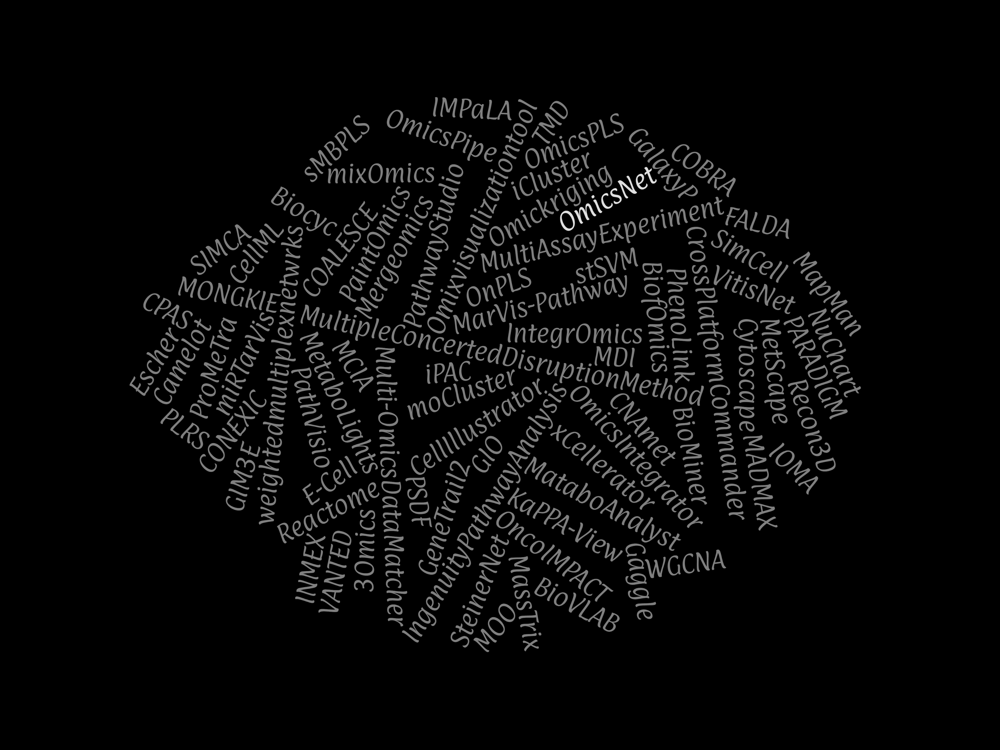 IMPaLA
OmicsPipe
sMBPLS
mixOmics
Omixvisualizationtool
TMD
OmicsPLS
iCluster
GalaxyP
COBRA
Omickriging
OmicsNet
MultiAssayExperiment
FALDA
SimCell
VitisNet
MapMan
NuChart
PARADIGM
Recon3D
IOMA
Netscape
Cytoscape
MADMAX
CrossPlatformCommander
PhenoLink
BiofOmics
BioMiner
stSVM
OnPLS
MarVis-Pathway
IntegrOmics
MDI
PathwayStudio
Mergeomics
PaintOmics
COALESCE
Biocyc
SIMCA
CellML
MONGKIE
CPAS
Escher
Camelot
ProMeTra
miRTarVis
PLRS
CONEXIC
GIM3E
weightedmultiplexnetwrks
MultipleConcertedDisruptionMethod
MetaboLights
PathVisio
MCIA
Multi-OmicsDataMatcher
iPAC
moCluster
CellIllustrator
E-Cell
Reactome
INMEX
VANTED
3Omics
fDSPJ
GeneTrail2
GIO
IngenuityPathwayAnalysis
SteinerNet
MOO
MassTrix
BioVLAB
OncoIMPACT
KaPPA-View
MataboAnalyst
xCellerator
OmicsIntegrator
CNAmet
Gaggle
WGCNA